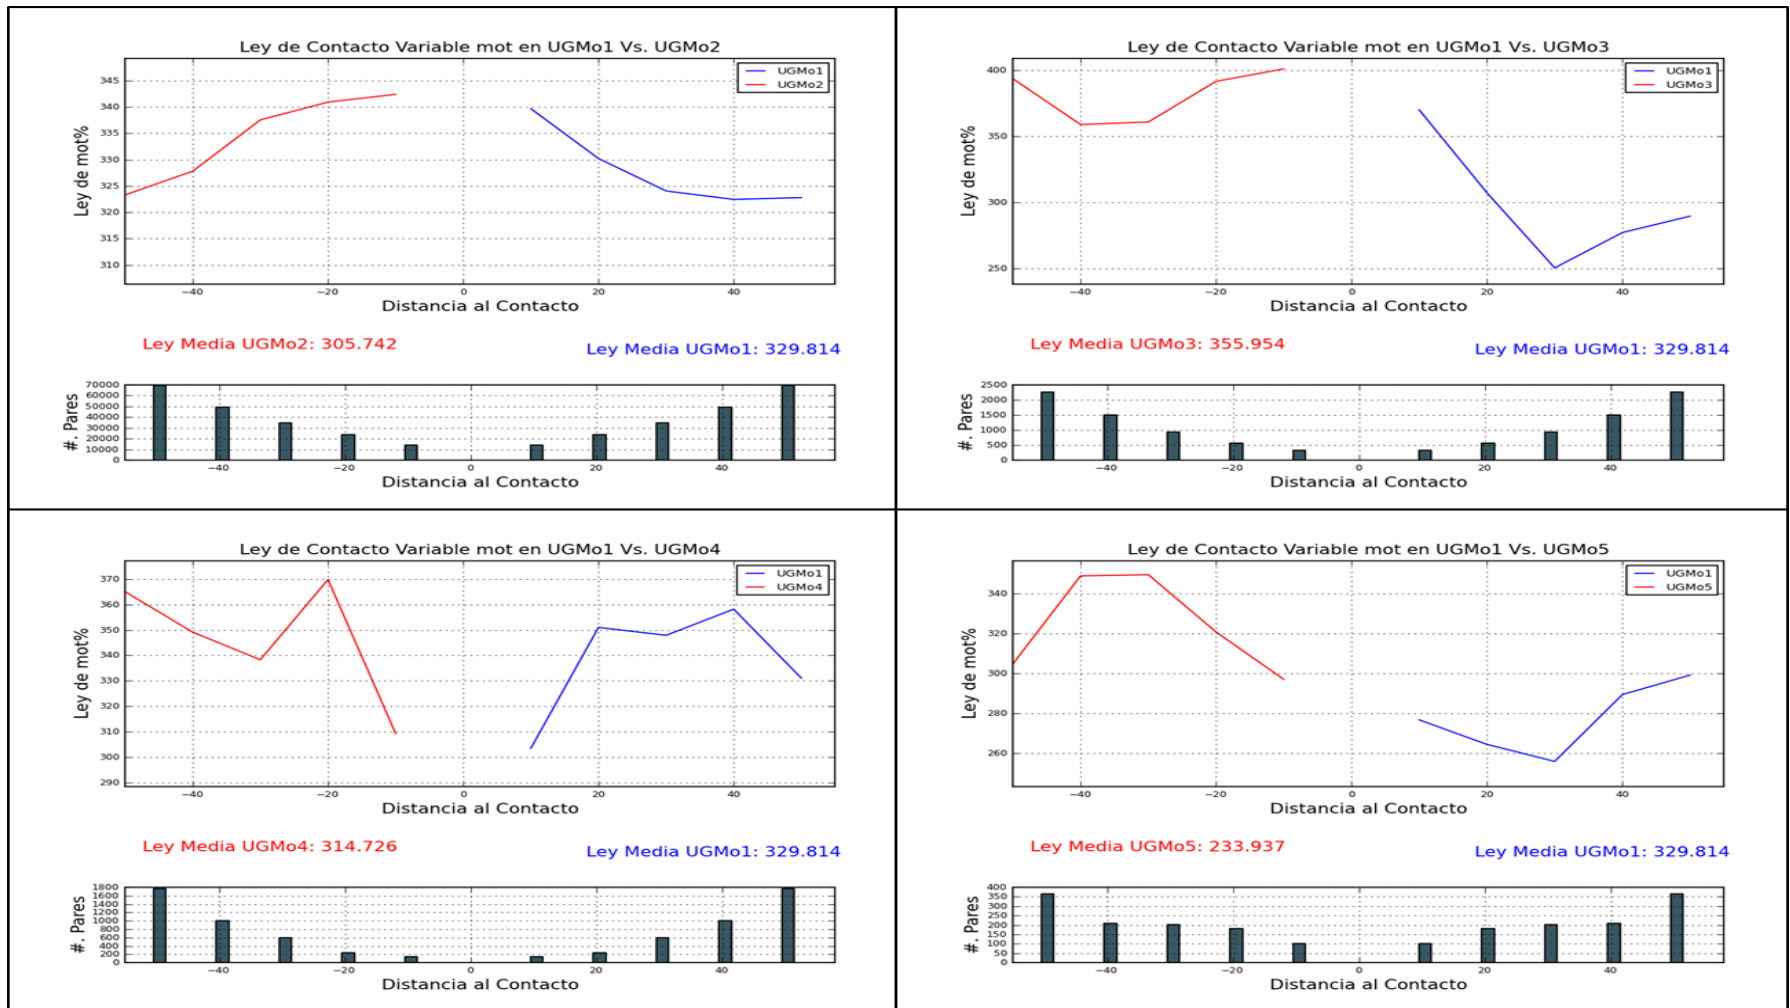 Ley de Contacto Variable mot en UGMo1 Vs. UGMo2
UGMo1
UGMo2
Ley de mot%
345
340
335
330
325
320
315
310
−40 −20 0 20 40
Distancia al Contacto
Ley Media UGMo2: 305.742
Ley Media UGMo1: 329.814
#. Pares
70000
60000
50000
40000
30000
20000
10000
0
−40 −20 0 20 40
Distancia al Contacto
Ley de Contacto Variable mot en UGMo1 Vs. UGMo3
UGMo1
UGMo3
Ley de mot%
400
350
300
250
−40 −20 0 20 40
Distancia al Contacto
Ley Media UGMo3: 355.954
Ley Media UGMo1: 329.814
#. Pares
2500
2000
1500
1000
500
0
−40 −20 0 20 40
Distancia al Contacto
Ley de Contacto Variable mot en UGMo1 Vs. UGMo4
UGMo1
UGMo4
Ley de mot%
370
360
350
340
330
320
310
300
290
−40 −20 0 20 40
Distancia al Contacto
Ley Media UGMo4: 314.726
Ley Media UGMo1: 329.814
#. Pares
1800
1600
1400
1200
1000
800
600
400
200
0
−40 −20 0 20 40
Distancia al Contacto
Ley de Contacto Variable mot en UGMo1 Vs. UGMo5
UGMo1
UGMo5
Ley de mot%
340
320
300
280
260
−40 −20 0 20 40
Distancia al Contacto
Ley Media UGMo5: 233.937
Ley Media UGMo1: 329.814
#. Pares
400
350
300
250
200
150
100
50
0
−40 −20 0 20 40
Distancia al Contacto